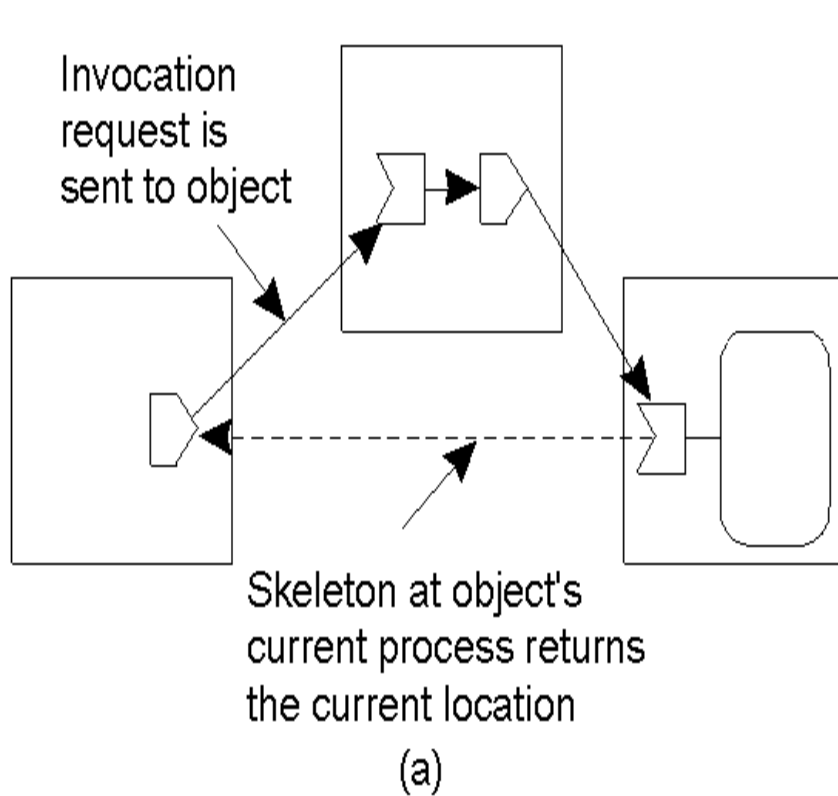 Invocation
request is
sent to object
Skeleton at object's
current process returns
the current location
(a)